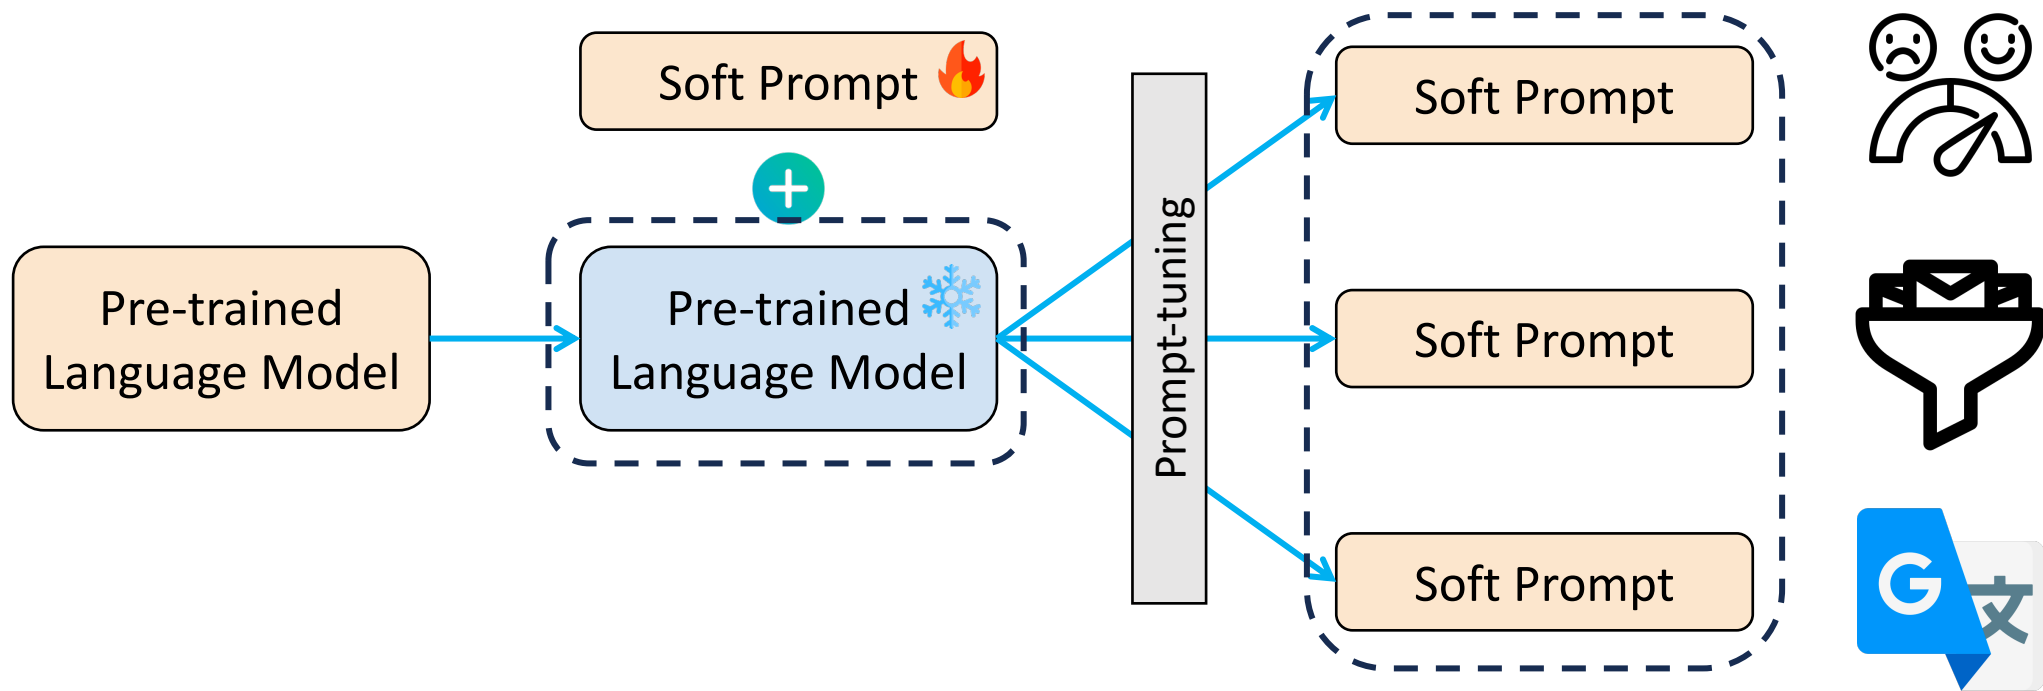 Soft Prompt
Pre-trained
Language Model
Pre-trained
Language Model
Prompt-tuning
Soft Prompt
Soft Prompt
Soft Prompt
G
文